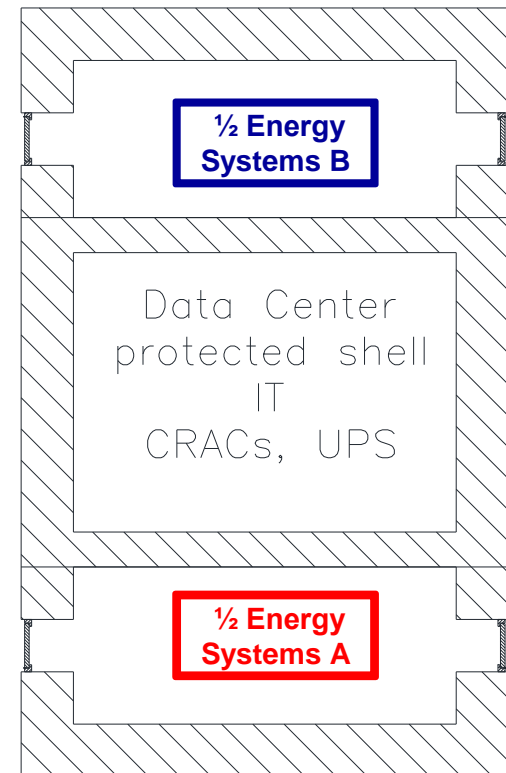 ½ Energy
Systems B
Data Center
protected shell
IT
CRACs, UPS
½ Energy
Systems A